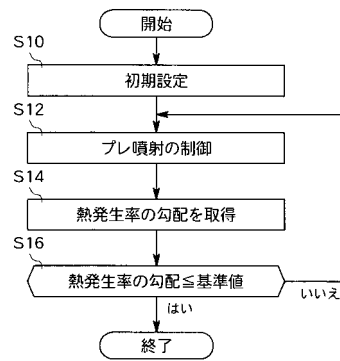 開始
S10
初期設定
S12
プレ噴射の制御
S14
熱発生率の勾配を取得
S16
熱発生率の勾配≦基準値
いいえ
はい
終了